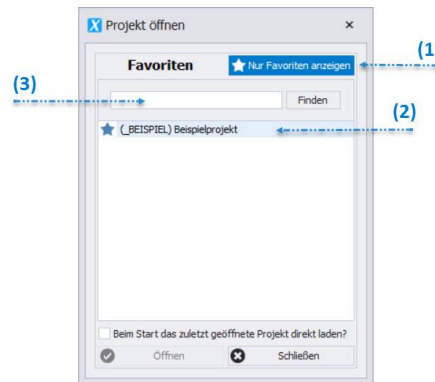 Projekt öffnen
Favoriten
Nur Favoriten anzeigen
(1
(3)
Finden
(2)
(_BEISPIEL) Beispielprojekt
Beim Start das zuletzt geöffnete Projekt direkt laden?
Öffnen
Schließen